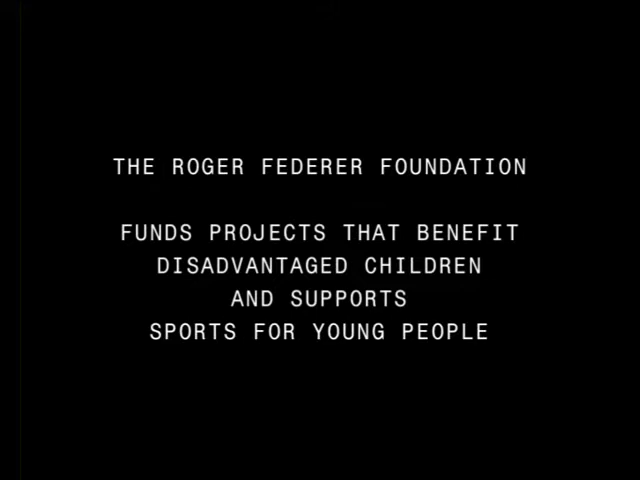 THE ROGER FEDERER FOUNDATION
FUNDS PROJECTS THAT BENEFIT
DISADVANTAGED CHILDREN
AND SUPPORTS
SPORTS FOR YOUNG PEOPLE